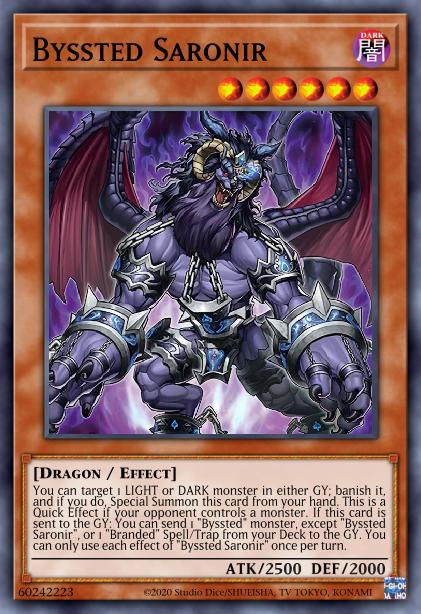 BYSSTED SARONIR
DARK
闇
[DRAGON / EFFECT]
You can target 1 LIGHT or DARK monster in either GY; banish it,
and if you do, Special Summon this card from your hand. This is
a Quick Effect if your opponent controls a monster. If this card is
sent to the GY: You can send 1 "Byssted" monster, except "Byssted
Saronir", or 1 "Branded" Spell/Trap from your Deck to the GY. You
can only use each effect of "Byssted Saronir" once per turn.
ATK/2500 DEF/2000
60242223
©2020 Studio Dice/SHUEISHA, TV TOKYO, KONAMI